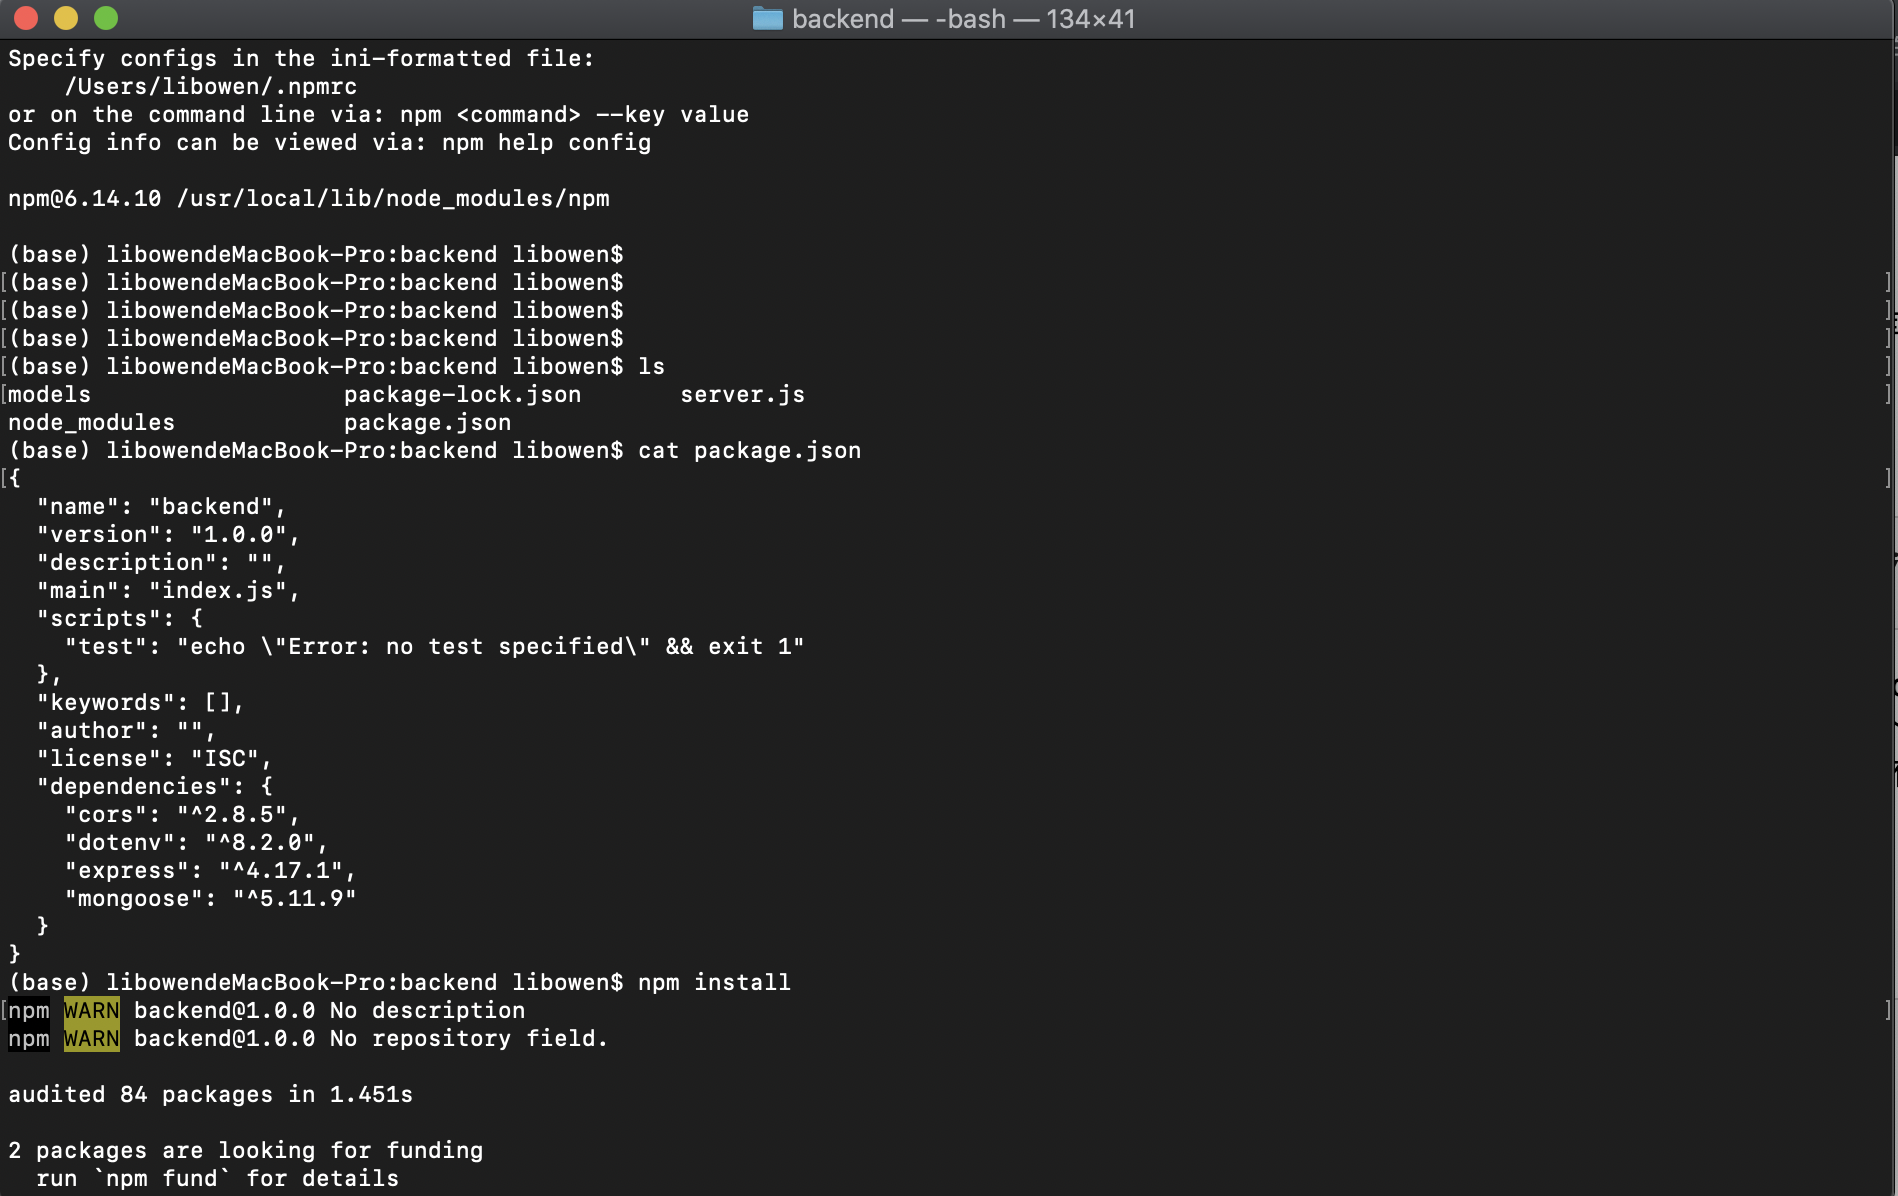 backend — -bash — 134×41
Specify configs in the ini-formatted file:
    /Users/libowen/.npmrc
or on the command line via: npm <command> --key value
Config info can be viewed via: npm help config

npm@6.14.10 /usr/local/lib/node_modules/npm

(base) libowendeMacBook-Pro:backend libowen$
[(base) libowendeMacBook-Pro:backend libowen$ ]
[(base) libowendeMacBook-Pro:backend libowen$ ]
[(base) libowendeMacBook-Pro:backend libowen$ ]
[(base) libowendeMacBook-Pro:backend libowen$ ls ]
[models                  package-lock.json       server.js ]
node_modules            package.json
(base) libowendeMacBook-Pro:backend libowen$ cat package.json
[{ ]
  "name": "backend",
  "version": "1.0.0",
  "description": "",
  "main": "index.js",
  "scripts": {
    "test": "echo \"Error: no test specified\" && exit 1"
  },
  "keywords": [],
  "author": "",
  "license": "ISC",
  "dependencies": {
    "cors": "^2.8.5",
    "dotenv": "^8.2.0",
    "express": "^4.17.1",
    "mongoose": "^5.11.9"
  }
}
(base) libowendeMacBook-Pro:backend libowen$ npm install
[npm WARN backend@1.0.0 No description ]
npm WARN backend@1.0.0 No repository field.

audited 84 packages in 1.451s

2 packages are looking for funding
  run `npm fund` for details